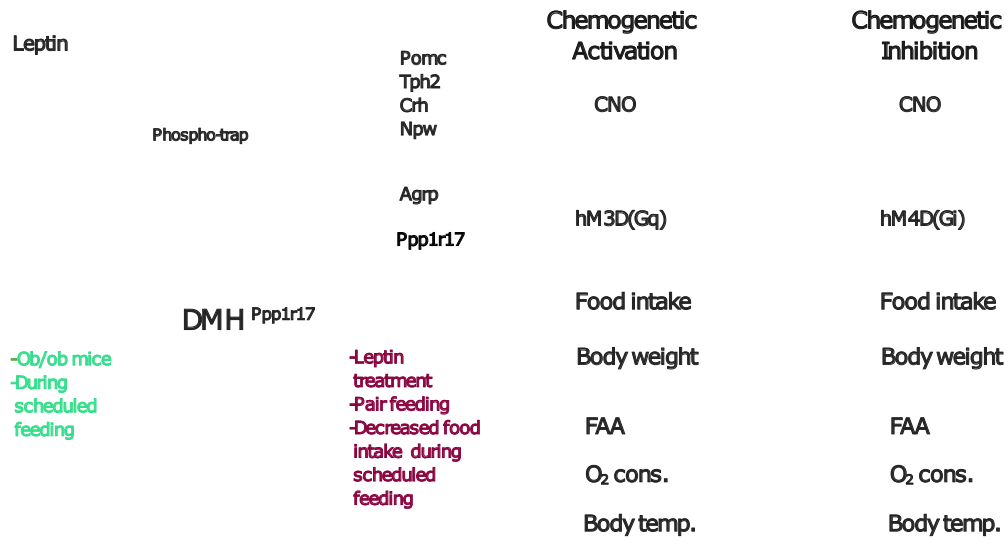 Leptin
Phospho-trap
Pomc
Tph2
Crh
Npw
Agrp
Ppp1r17
DMH Ppp1r17
-Ob/ob mice
-During
scheduled
feeding
-Leptin
treatment
-Pair feeding
-Decreased food
intake during
scheduled
feeding
Chemogenetic
Activation
CNO
hM3D(Gq)
Food intake
Body weight
FAA
O₂ cons.
Body temp.
Chemogenetic
Inhibition
CNO
hM4D(Gi)
Food intake
Body weight
FAA
O₂ cons.
Body temp.